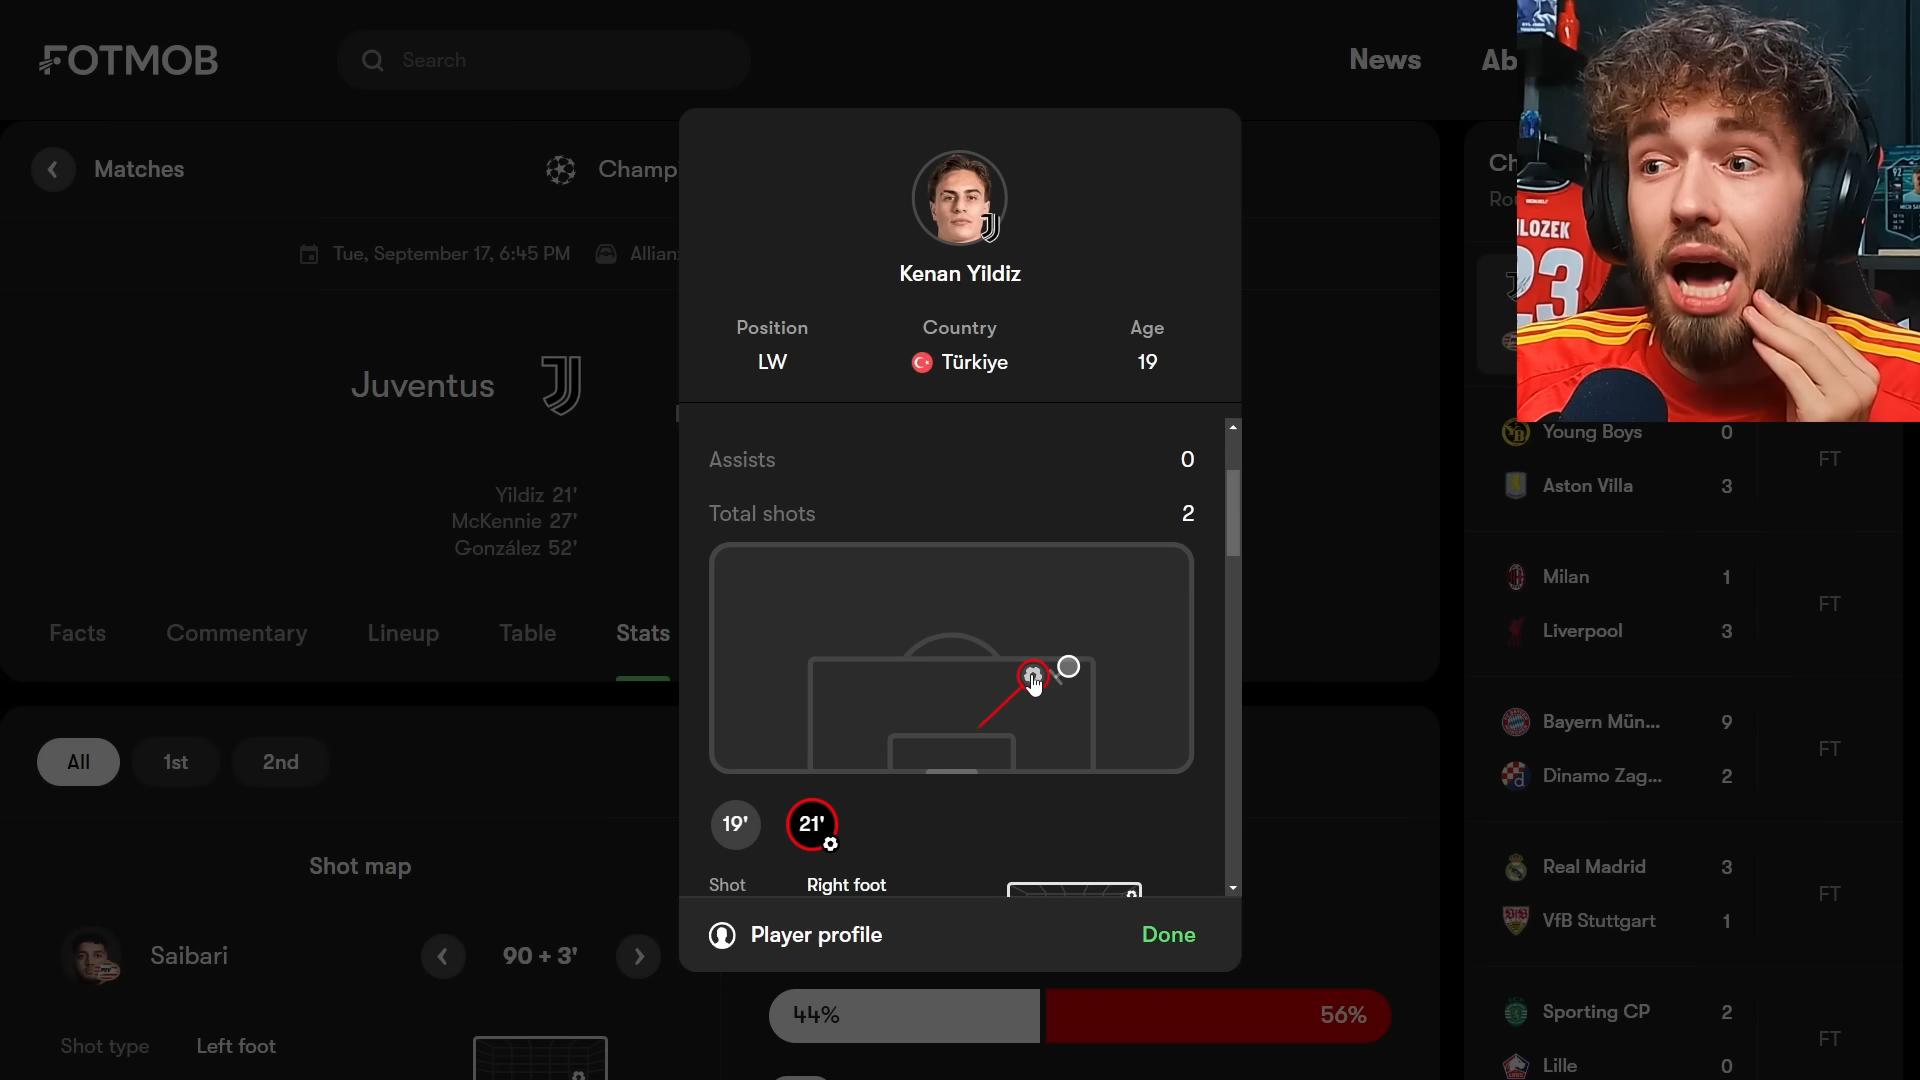 FOTMOB
Search
News
Ab
Matches
Champi
Tue, September 17, 6:45 PM
Allian
Juventus
Yildiz 21'
McKennie 27'
González 52'
Facts
Commentary
Lineup
Table
Stats
All
1st
2nd
Shot map
Saibari
90 + 3'
Shot type
Left foot
Kenan Yildiz
Position
Country
Age
LW
Türkiye
19
Assists
0
Total shots
2
19'
21'
Shot
Right foot
Player profile
Done
44%
56%
Ch
Ro
LOZEK
23
92
Young Boys
0
FT
Aston Villa
3
Milan
1
FT
Liverpool
3
Bayern Mün...
9
FT
Dinamo Zag...
2
Real Madrid
3
FT
VfB Stuttgart
1
Sporting CP
2
FT
Lille
0